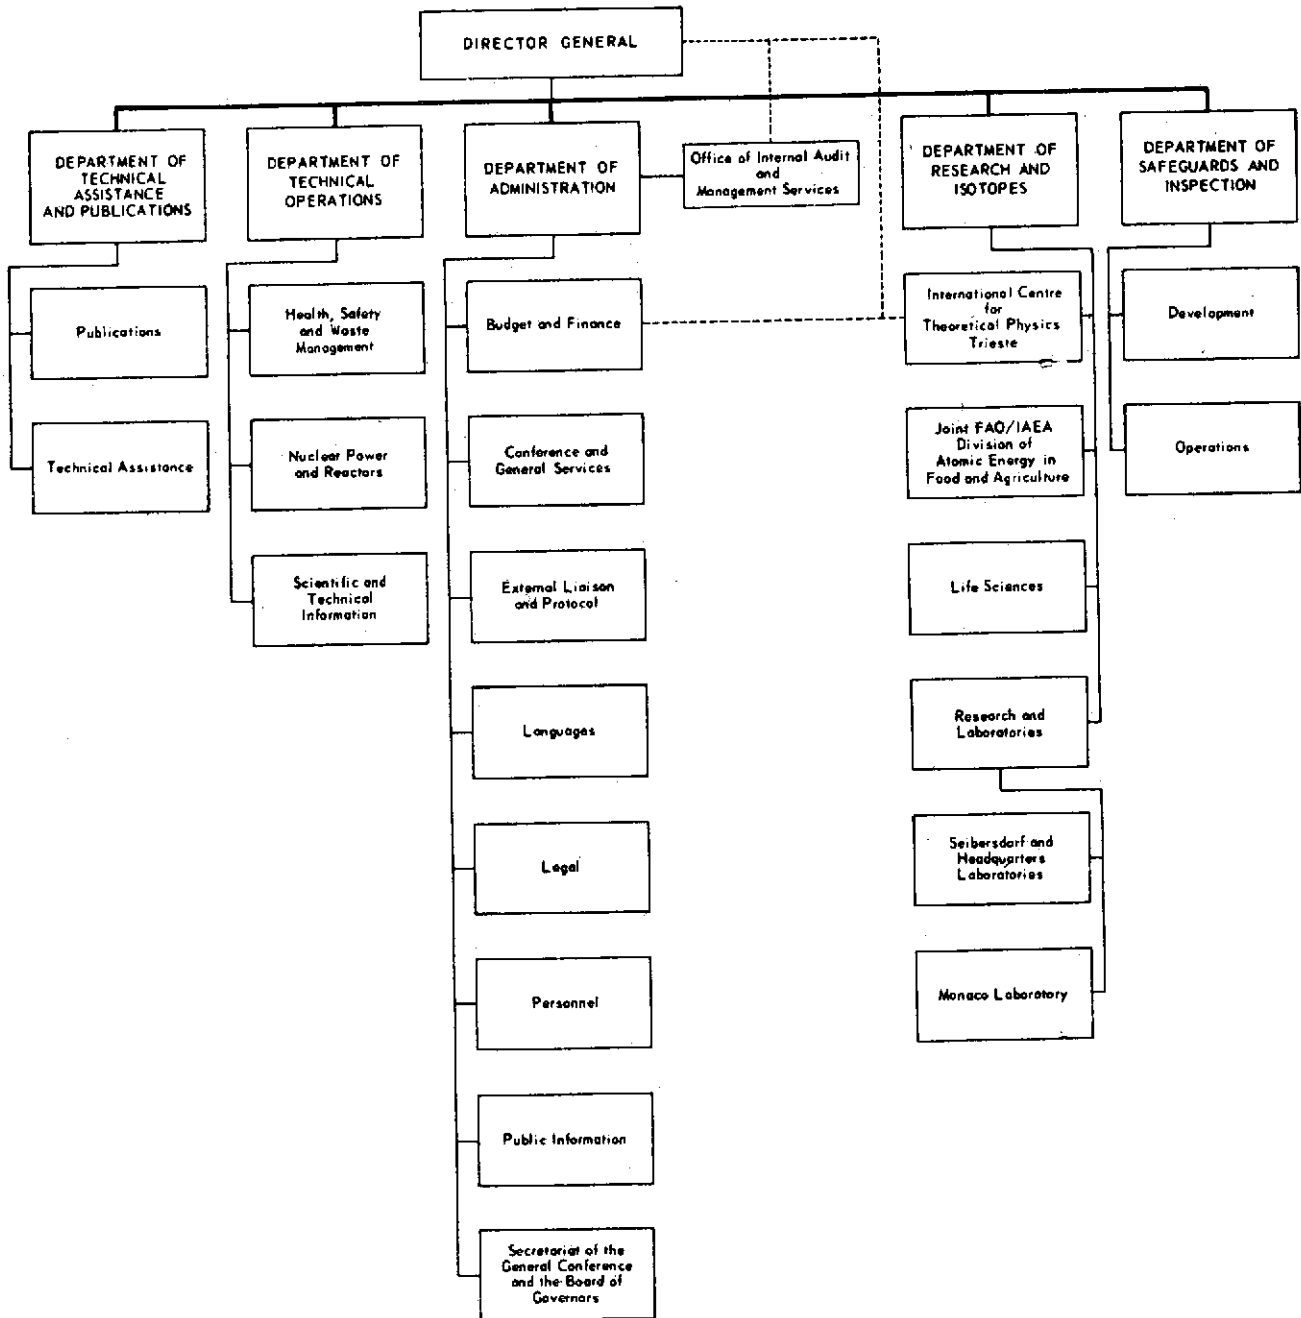 DIRECTOR GENERAL
DEPARTMENT OF
TECHNICAL
ASSISTANCE
AND PUBLICATIONS
DEPARTMENT OF
TECHNICAL
OPERATIONS
DEPARTMENT OF
ADMINISTRATION
Office of Internal Audit
and
Management Services
DEPARTMENT OF
RESEARCH AND
ISOTOPES
DEPARTMENT OF
SAFEGUARDS AND
INSPECTION
Publications
Technical Assistance
Health, Safety
and Waste
Management
Nuclear Power
and Reactors
Scientific and
Technical
Information
Budget and Finance
Conference and
General Services
External Liaison
and Protocol
Languages
Legal
Personnel
Public Information
Secretariat of the
General Conference
and the Board of
Governors
International Centre
for
Theoretical Physics
Trieste
Joint FAO/IAEA
Division of
Atomic Energy in
Food and Agriculture
Life Sciences
Research and
Laboratories
Seibersdorf and
Headquarters
Laboratories
Monaco Laboratory
Development
Operations